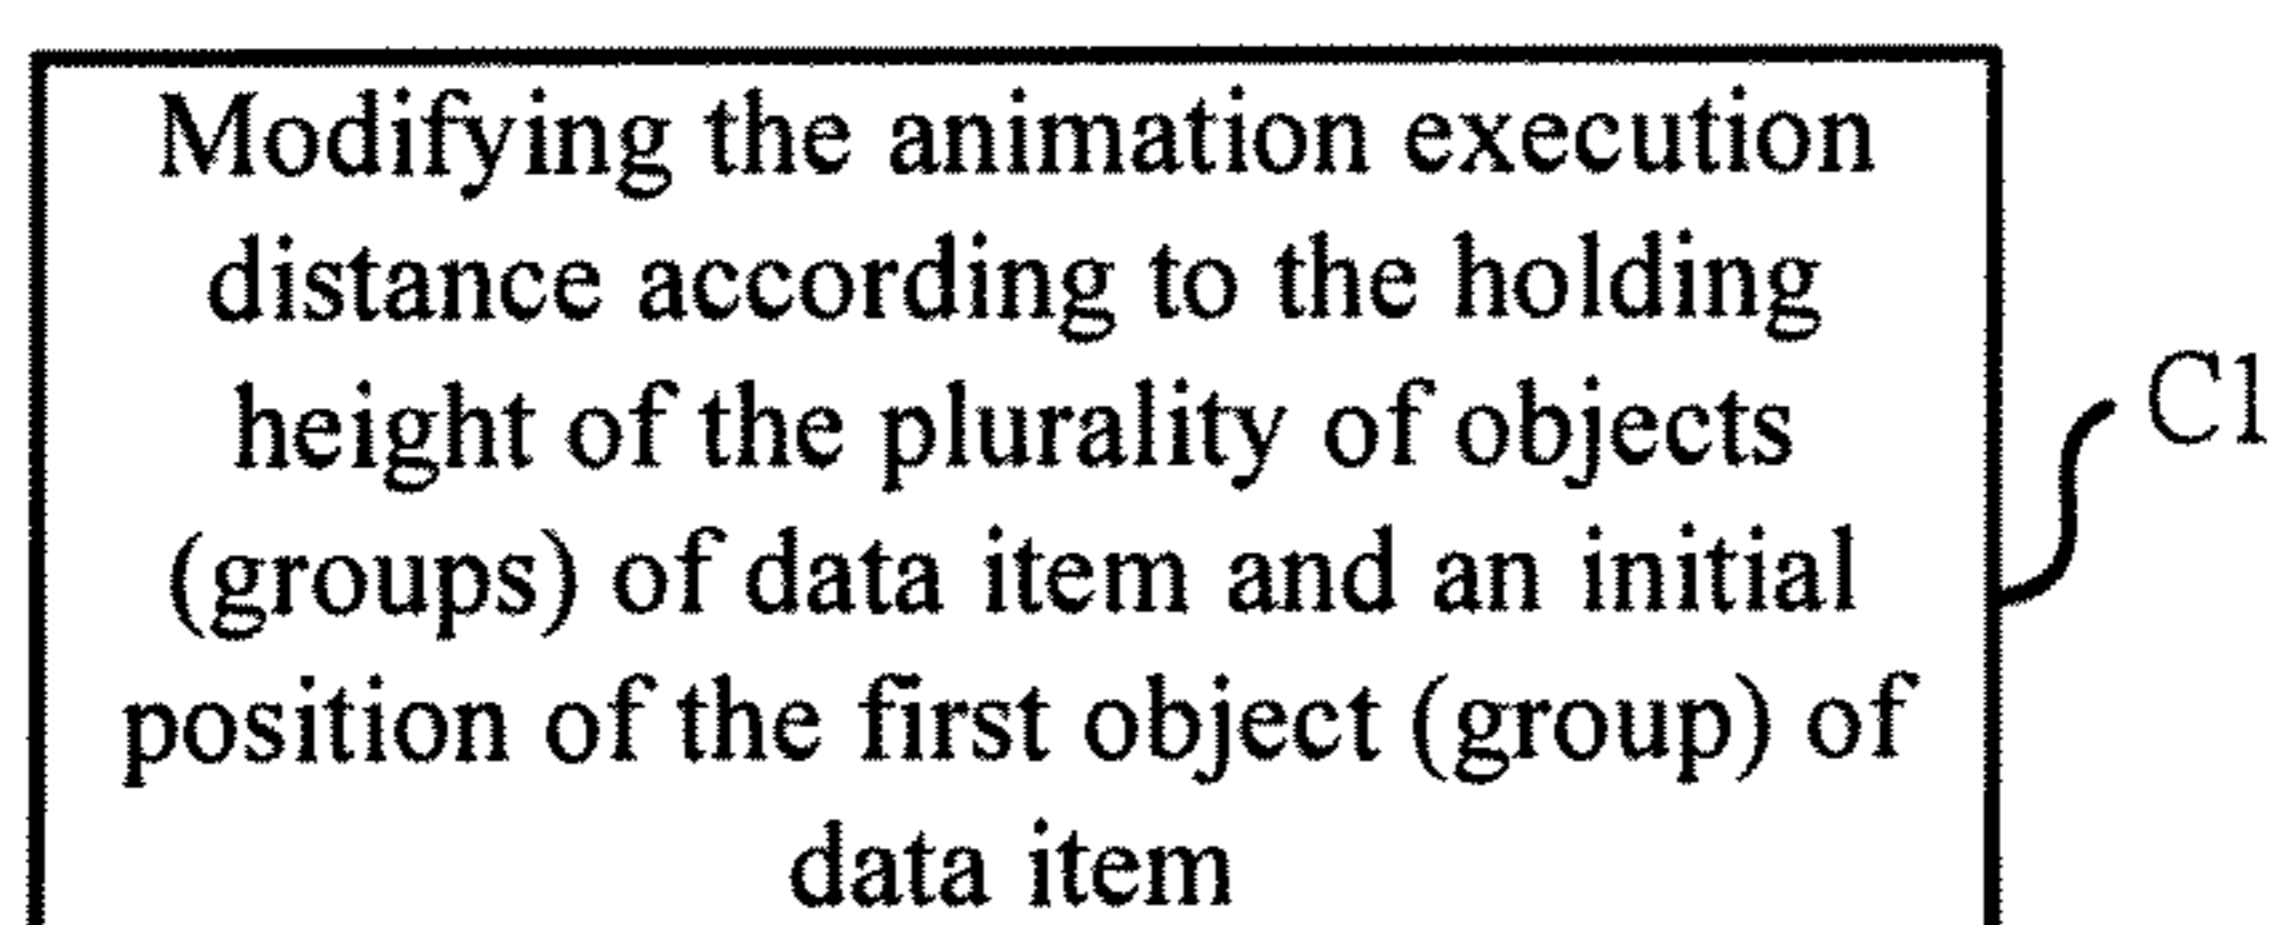 Modifying the animation execution
distance according to the holding
height of the plurality of objects
(groups) of data item and an initial
position of the first object (group) of
data item
C1